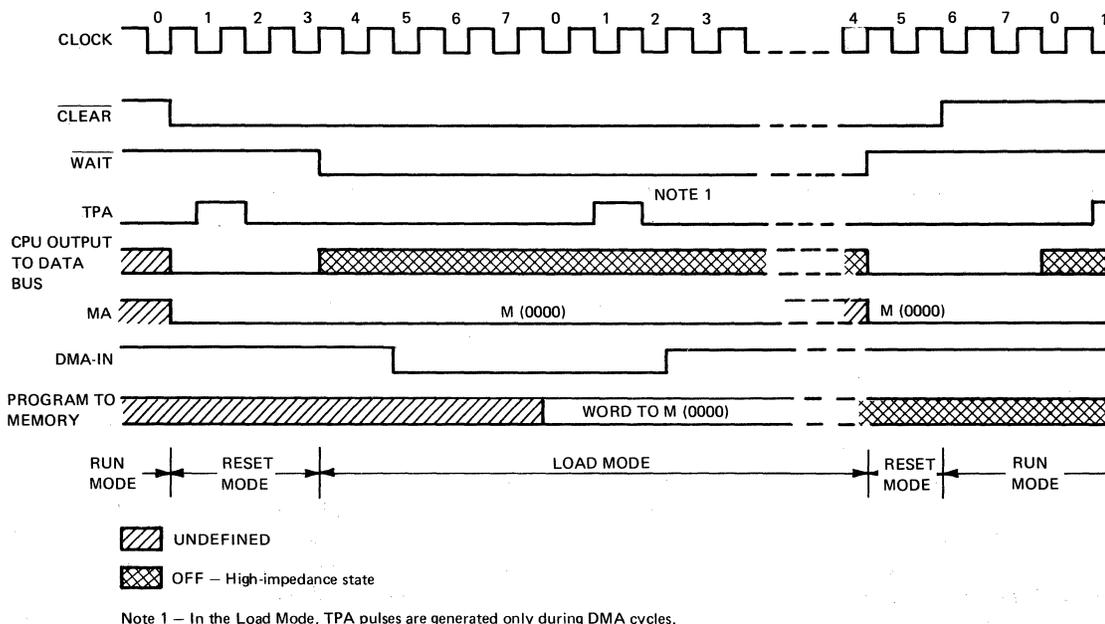 0 1 2 3 4 5 6 7 0 1 2 3 4 5 6 7 0 1
CLOCK
CLEAR
WAIT
NOTE 1
TPA
CPU OUTPUT
TO DATA
BUS
MA
M (0000)
M (0000)
DMA-IN
PROGRAM TO
MEMORY
WORD TO M (0000)
RUN
MODE
RESET
MODE
LOAD MODE
RESET
MODE
RUN
MODE
UNDEFINED
OFF — High-impedance state
Note 1 — In the Load Mode, TPA pulses are generated only during DMA cycles.